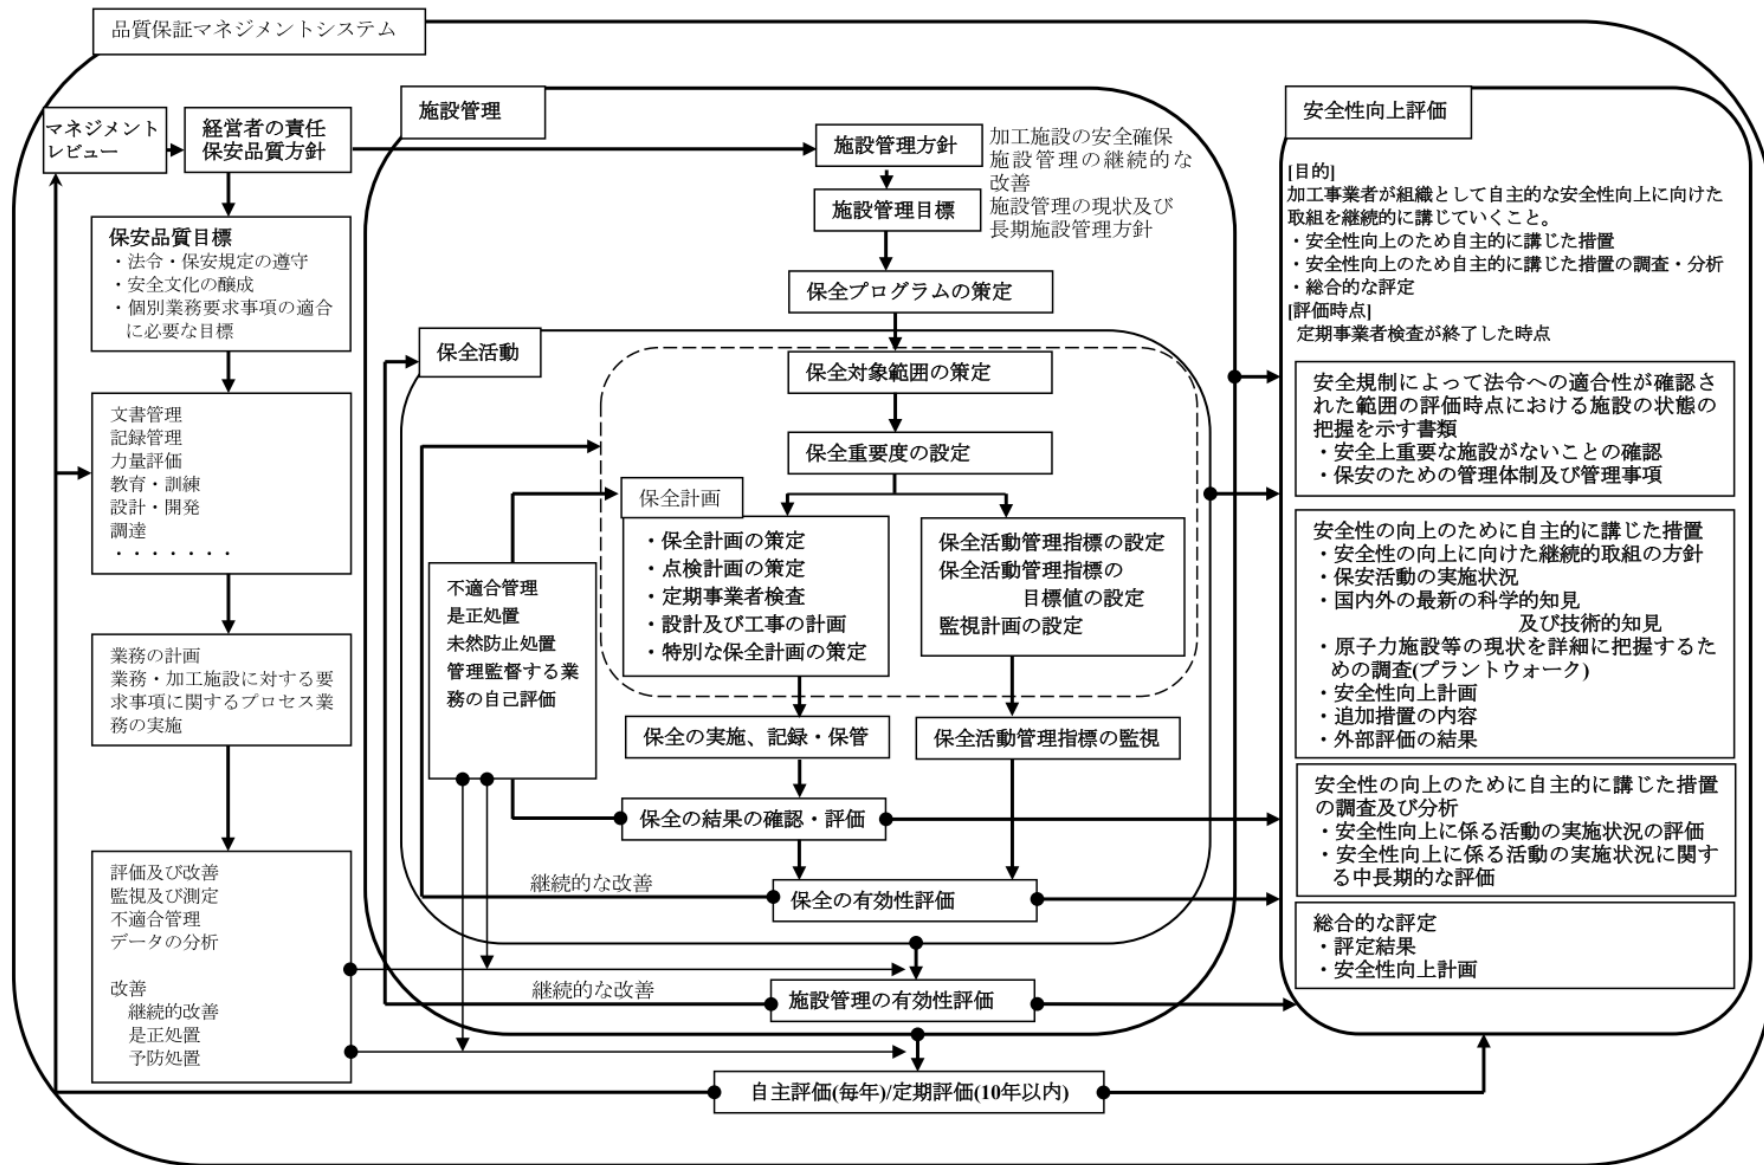 品質保証マネジメントシステム
マネジメント
レビュー
経営者の責任
保安品質方針
保安品質目標
・法令・保安規定の遵守
・安全文化の醸成
・個別業務要求事項の適合
に必要な目標
文書管理
記録管理
力量評価
教育・訓練
設計・開発
調達
・・・・・・・
業務の計画
業務・加工施設に対する要
求事項に関するプロセス業
務の実施
評価及び改善
監視及び測定
不適合管理
データの分析
改善
継続的改善
是正処置
予防処置
施設管理
施設管理方針
加工施設の安全確保
施設管理の継続的な
改善
施設管理目標
施設管理の現状及び
長期施設管理方針
保全プログラムの策定
保全活動
保全対象範囲の策定
保全重要度の設定
保全計画
・保全計画の策定
・点検計画の策定
・定期事業者検査
・設計及び工事の計画
・特別な保全計画の策定
保全活動管理指標の設定
保全活動管理指標の
目標値の設定
監視計画の設定
不適合管理
是正処置
未然防止処置
管理監督する業
務の自己評価
保全の実施、記録・保管
保全活動管理指標の監視
保全の結果の確認・評価
継続的な改善
保全の有効性評価
継続的な改善
施設管理の有効性評価
自主評価(毎年)/定期評価(10年以内)
安全性向上評価
[目的]
加工事業者が組織として自主的な安全性向上に向けた
取組を継続的に講じていくこと。
・安全性向上のため自主的に講じた措置
・安全性向上のため自主的に講じた措置の調査・分析
・総合的な評定
[評価時点]
定期事業者検査が終了した時点
安全規制によって法令への適合性が確認さ
れた範囲の評価時点における施設の状態の
把握を示す書類
・安全上重要な施設がないことの確認
・保安のための管理体制及び管理事項
安全性の向上のために自主的に講じた措置
・安全性の向上に向けた継続的取組の方針
・保安活動の実施状況
・国内外の最新の科学的知見
及び技術的知見
・原子力施設等の現状を詳細に把握するた
めの調査(プラントウォーク)
・安全性向上計画
・追加措置の内容
・外部評価の結果
安全性の向上のために自主的に講じた措置
の調査及び分析
・安全性向上に係る活動の実施状況の評価
・安全性向上に係る活動の実施状況に関す
る中長期的な評価
総合的な評定
・評定結果
・安全性向上計画